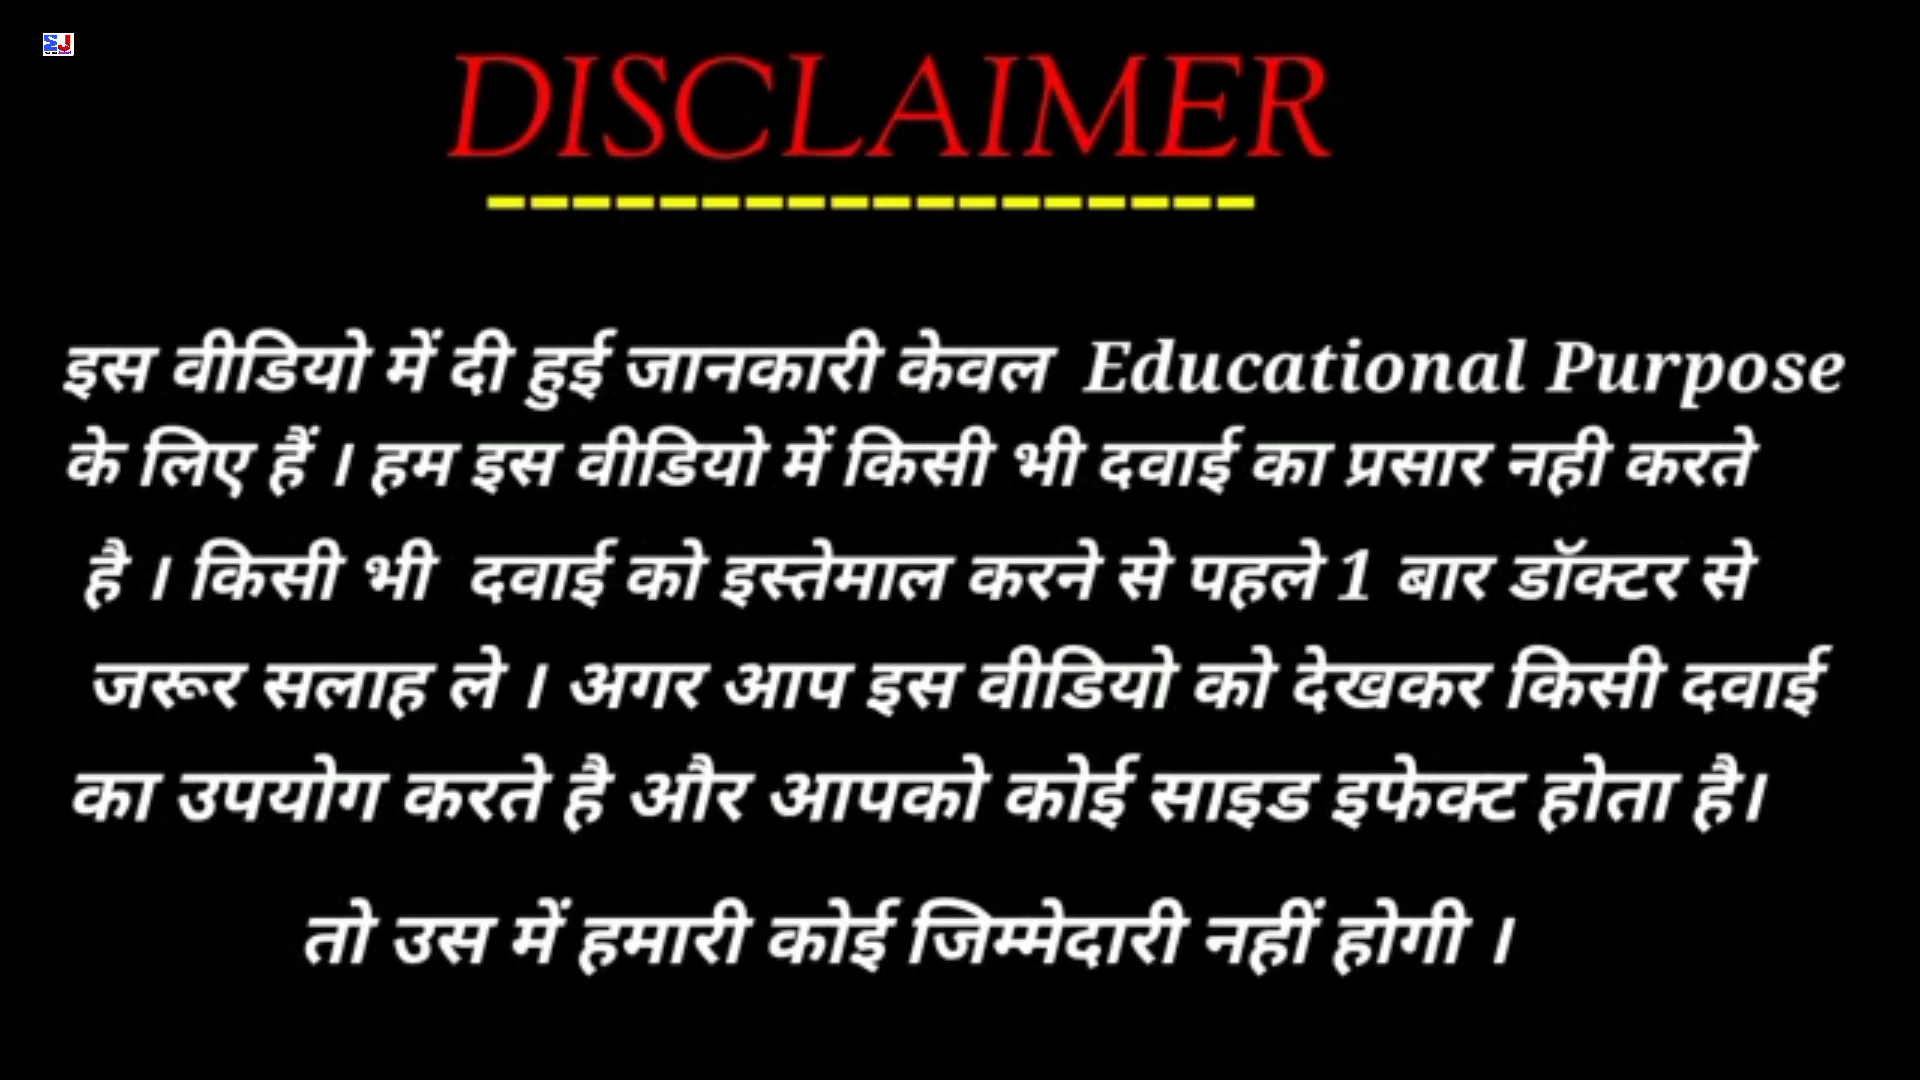 DISCLAIMER
------------------
इस वीडियो में दी हुई जानकारी केवल Educational Purpose
के लिए हैं । हम इस वीडियो में किसी भी दवाई का प्रसार नही करते
है । किसी भी दवाई को इस्तेमाल करने से पहले 1 बार डॉक्टर से
जरूर सलाह ले । अगर आप इस वीडियो को देखकर किसी दवाई
का उपयोग करते है और आपको कोई साइड इफेक्ट होता है।
तो उस में हमारी कोई जिम्मेदारी नहीं होगी ।